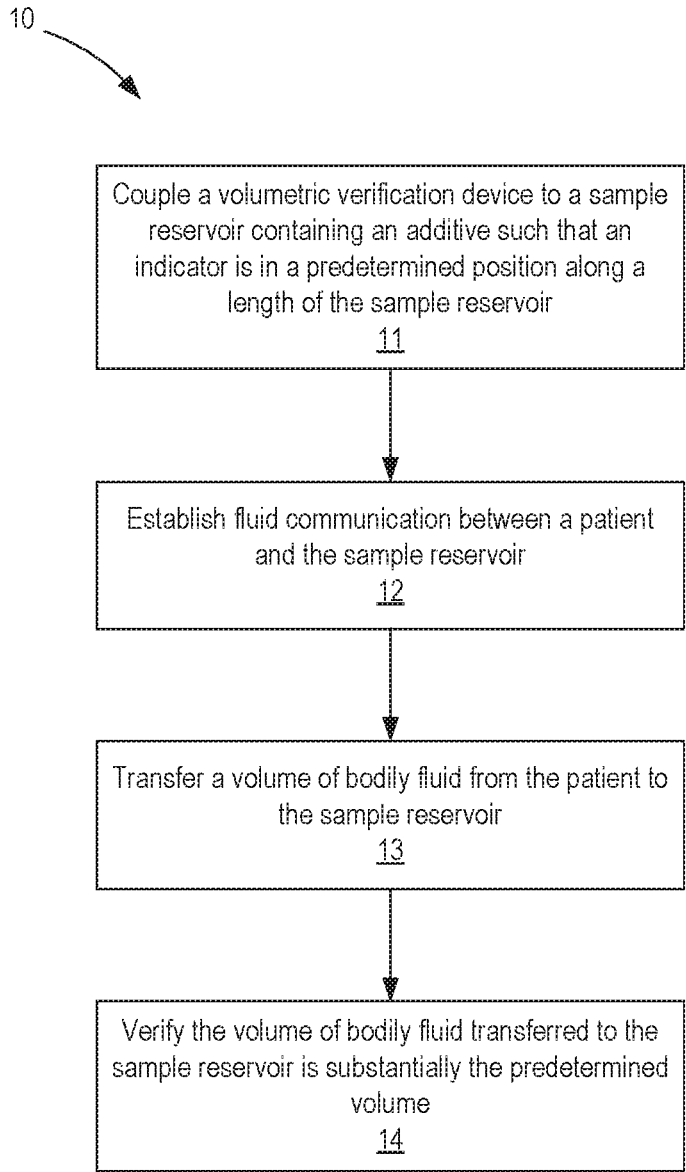 10
Couple a volumetric verification device to a sample
reservoir containing an additive such that an
indicator is in a predetermined position along a
length of the sample reservoir
11
Establish fluid communication between a patient
and the sample reservoir
12
Transfer a volume of bodily fluid from the patient to
the sample reservoir
13
Verify the volume of bodily fluid transferred to the
sample reservoir is substantially the predetermined
volume
14